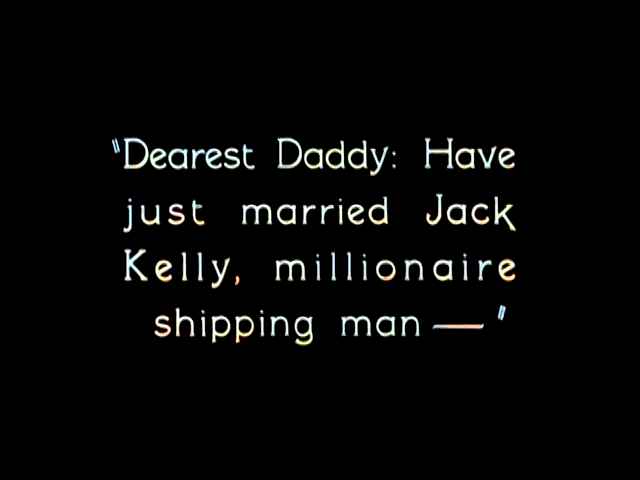 "Dearest Daddy: Have
just married Jack
Kelly, millionaire
shipping man—"